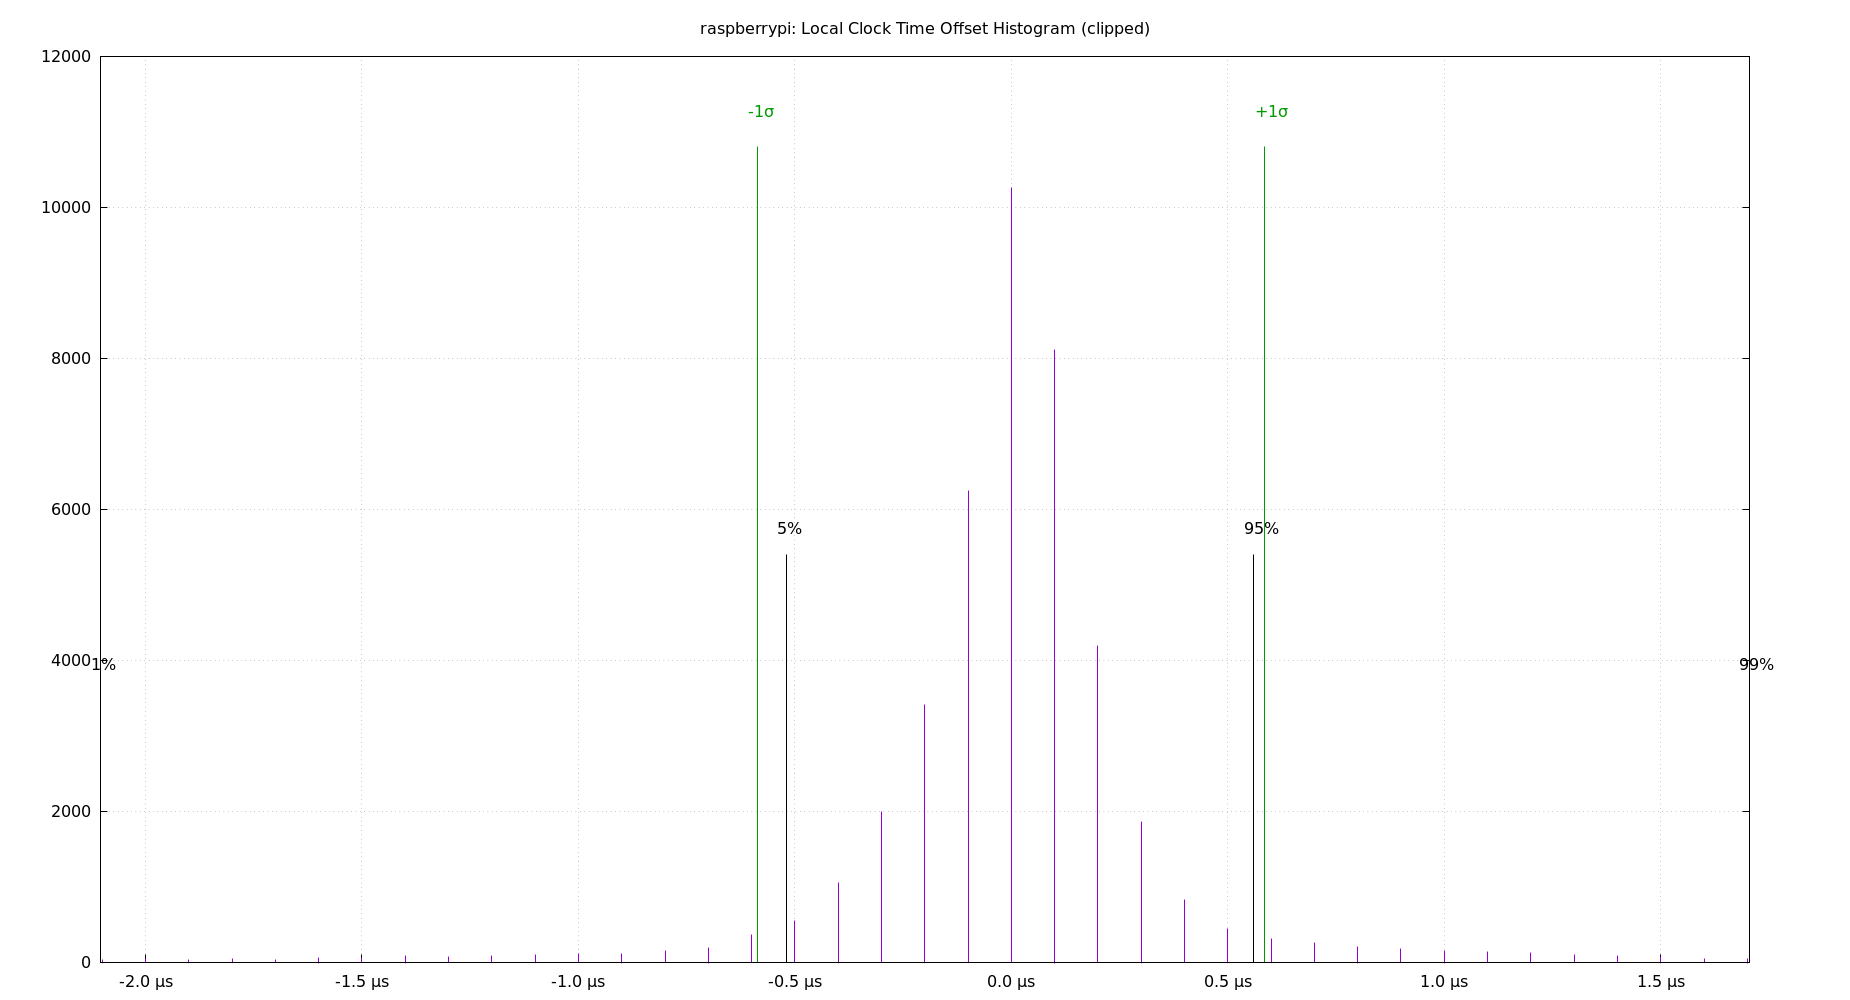 raspberrypi: Local Clock Time Offset Histogram (clipped)
12000
-1σ +1σ
10000
8000
6000
5% 95%
4000 1% 99%
2000
0
-2.0 µs -1.5 µs -1.0 µs -0.5 µs 0.0 µs 0.5 µs 1.0 µs 1.5 µs